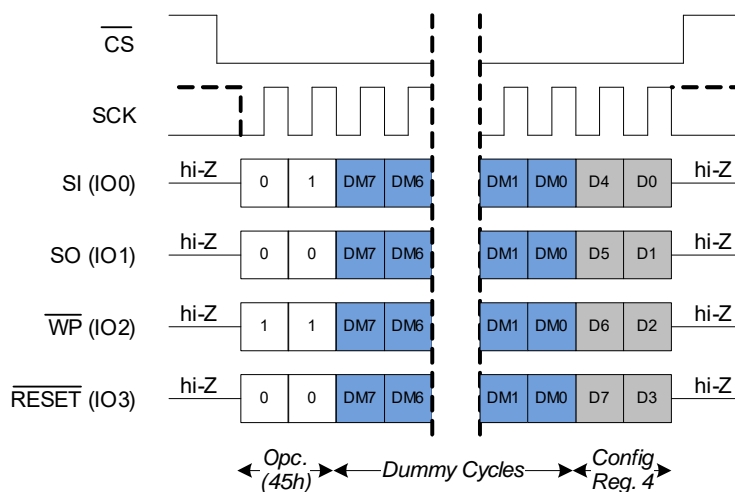 CS
SCK
SI (IO0) hi-Z 0 1 DM7 DM6 DM1 DM0 D4 D0 hi-Z
SO (IO1) hi-Z 0 0 DM7 DM6 DM1 DM0 D5 D1 hi-Z
WP (IO2) hi-Z 1 1 DM7 DM6 DM1 DM0 D6 D2 hi-Z
RESET (IO3) hi-Z 0 0 DM7 DM6 DM1 DM0 D7 D3 hi-Z
Opc. Dummy Cycles Config
(45h) Reg. 4